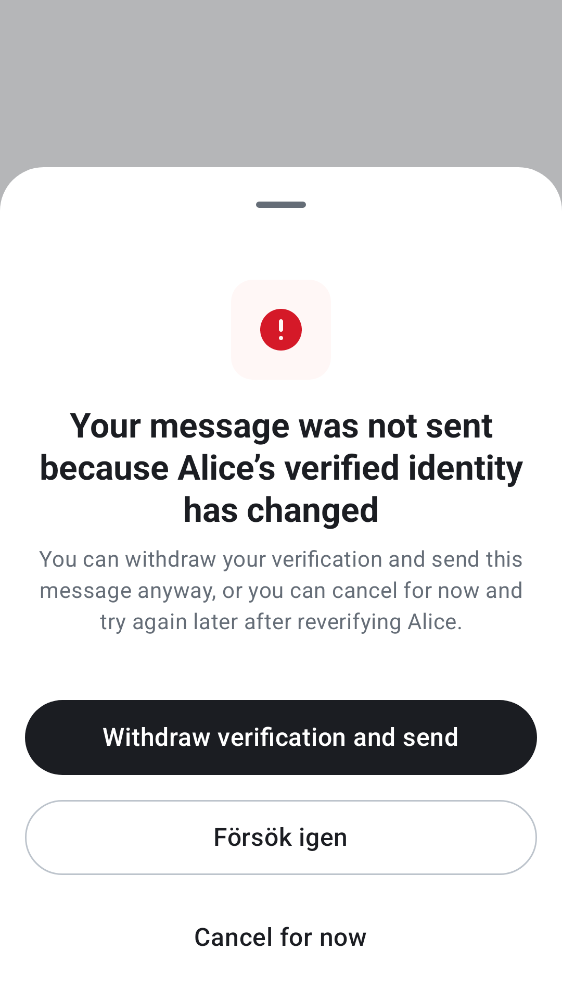 Your message was not sent
because Alice’s verified identity
has changed
You can withdraw your verification and send this
message anyway, or you can cancel for now and
try again later after reverifying Alice.
Withdraw verification and send
Försök igen
Cancel for now